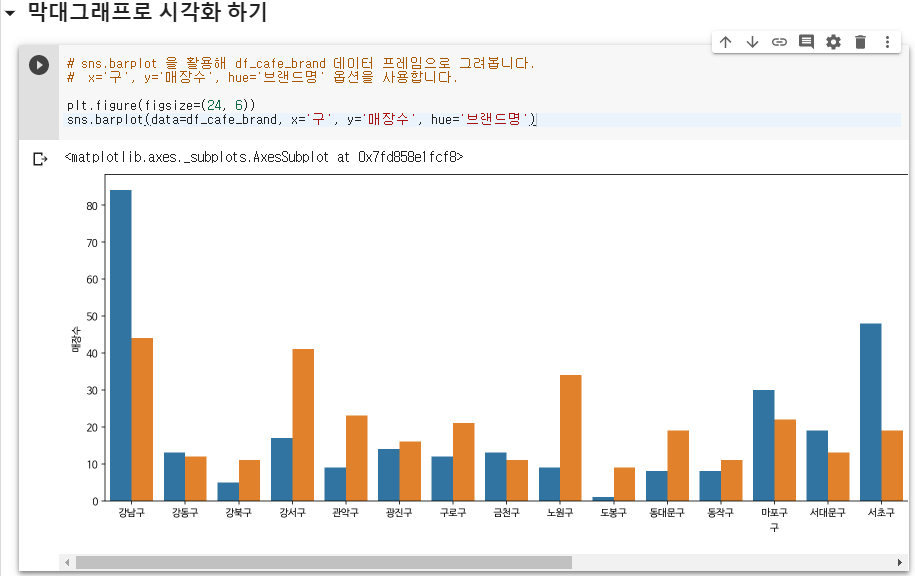 막대그래프로 시각화 하기
# sns.barplot 을 활용해 df_cafe_brand 데이터 프레임으로 그려봅니다.
#  x='구', y='매장수', hue='브랜드명' 옵션을 사용합니다.
plt.figure(figsize=(24, 6))
sns.barplot(data=df_cafe_brand, x='구', y='매장수', hue='브랜드명')
<matplotlib.axes._subplots.AxesSubplot at 0x7fd858e1fcf8>
80
70
60
50
40
30
20
10
0
매장수
강남구 강동구 강북구 강서구 관악구 광진구 구로구 금천구 노원구 도봉구 동대문구 동작구 마포구 서대문구 서초구
구